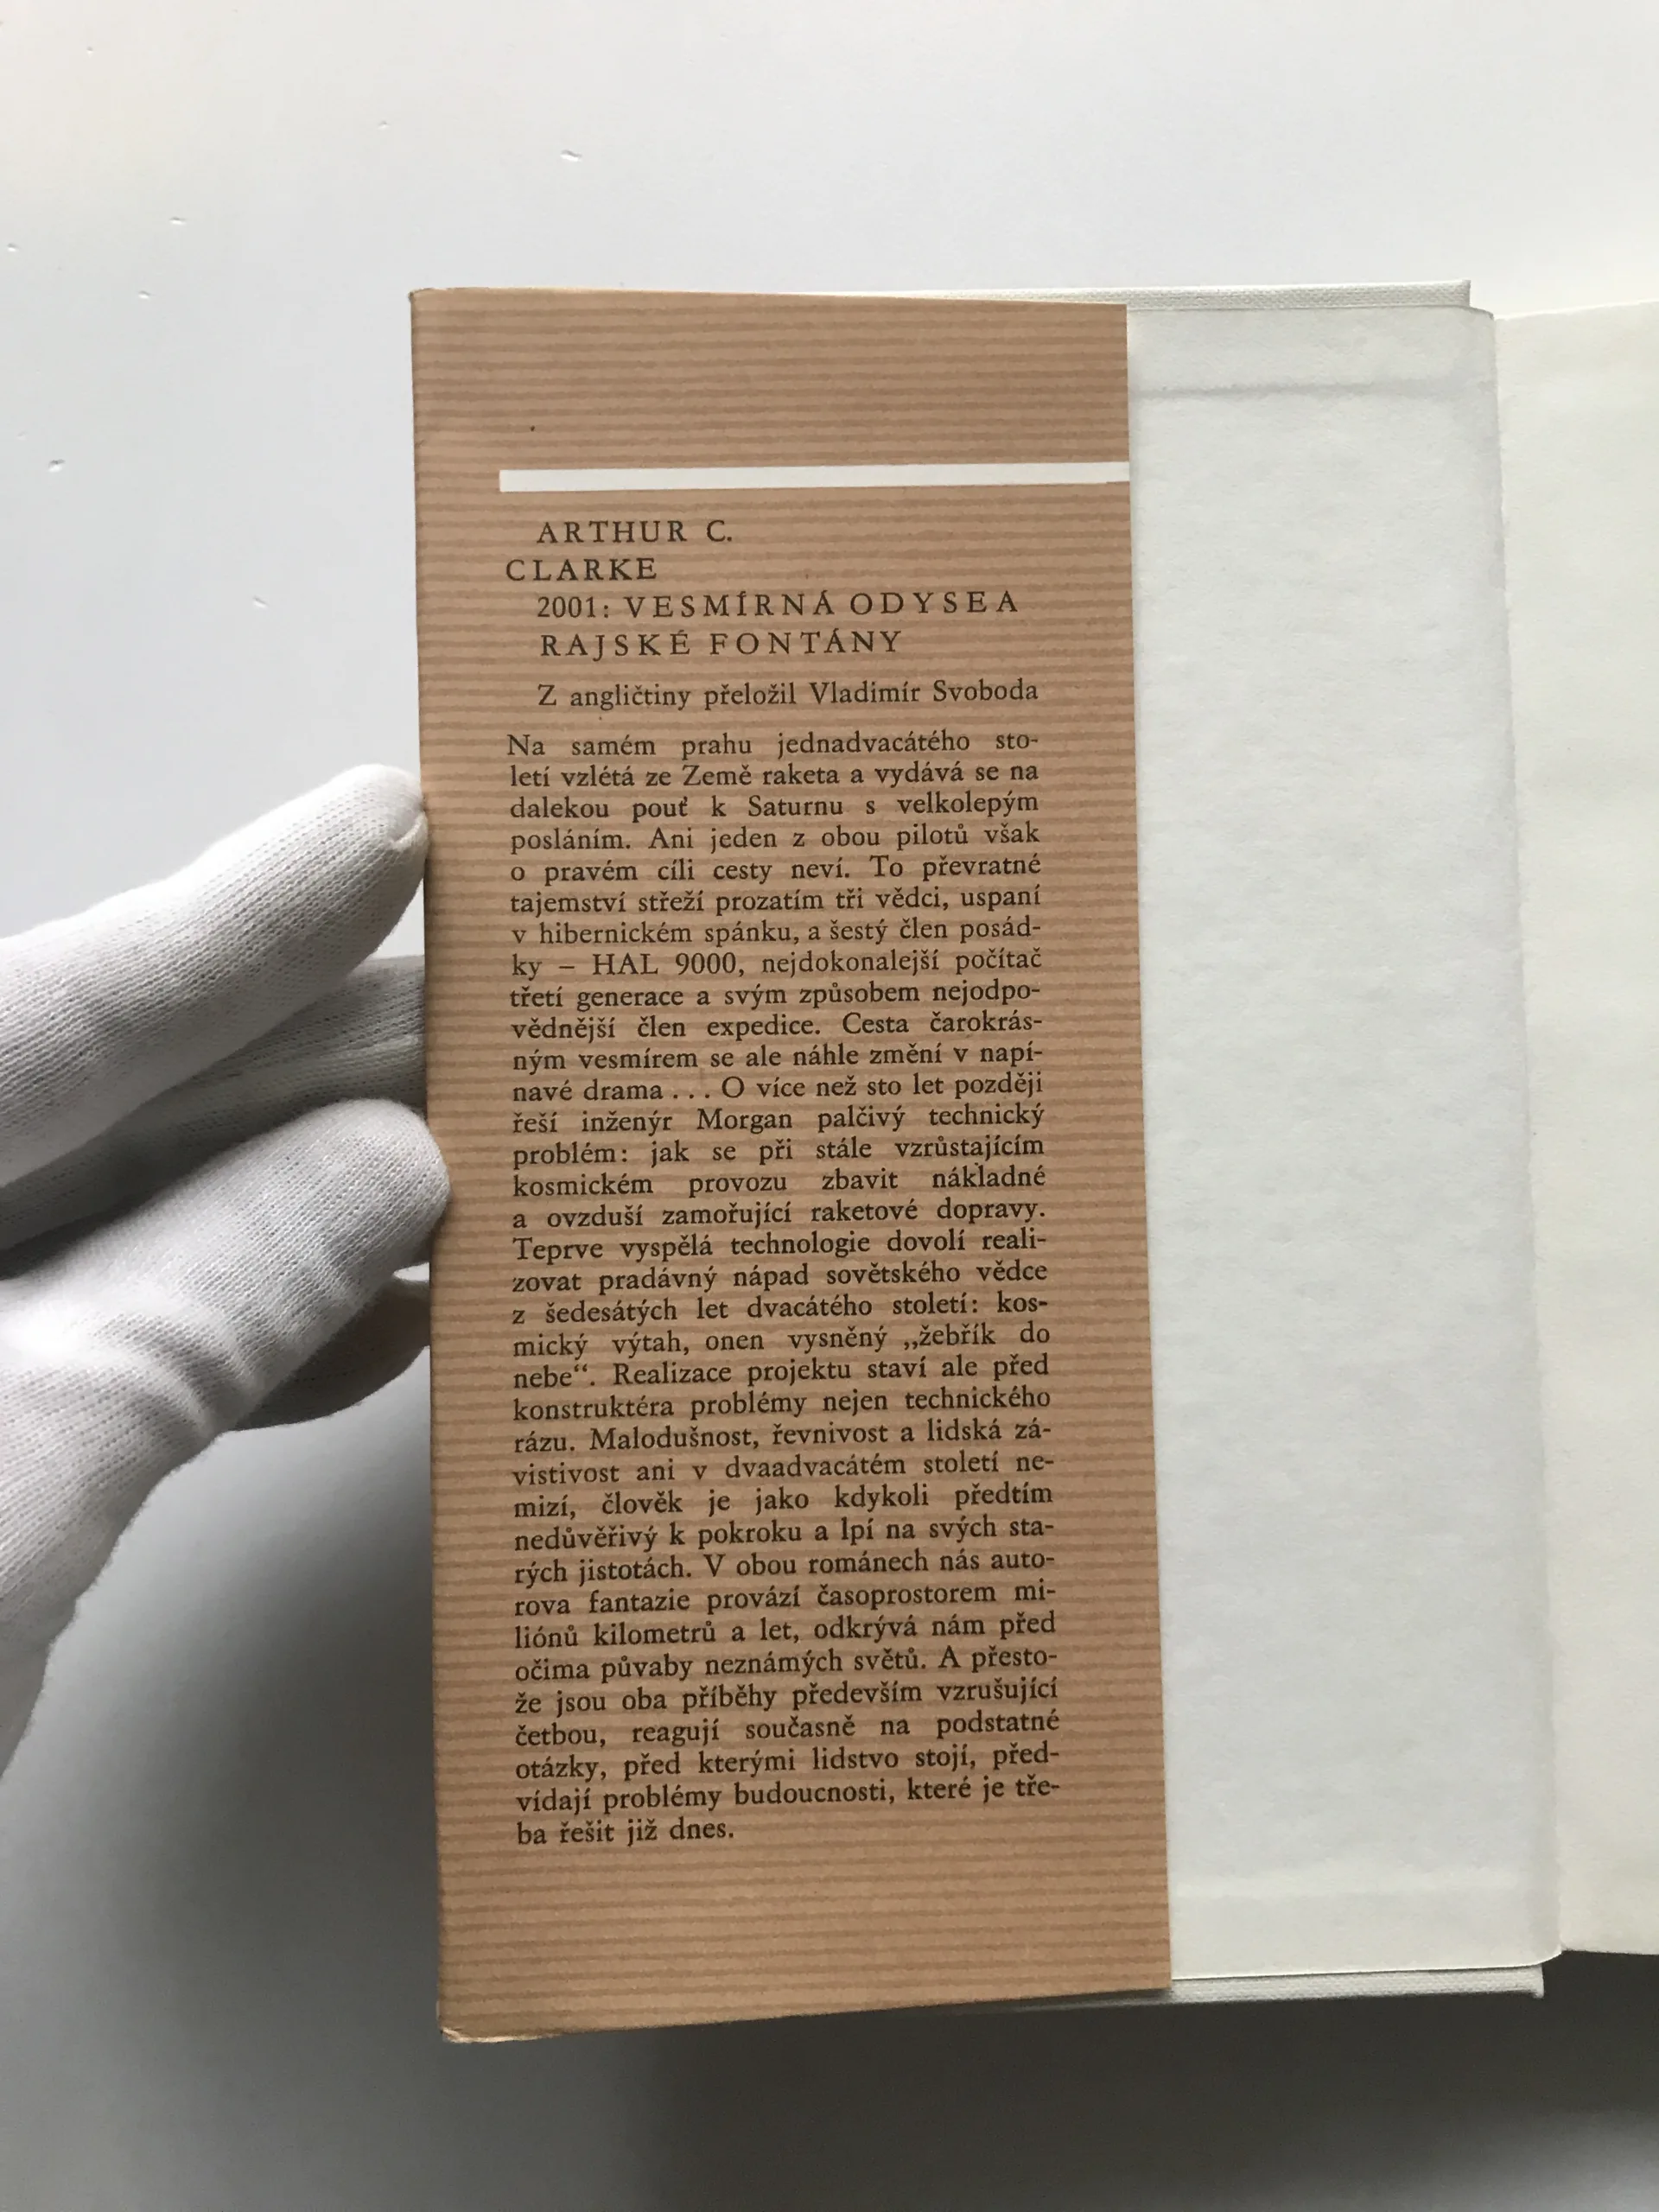 ARTHUR C.
CLARKE
2001: VESMÍRNÁ ODYSEA
RAJSKÉ FONTÁNY
Z angličtiny přeložil Vladimír Svoboda
Na samém prahu jednadvacátého sto-
letí vzlétá ze Země raketa a vydává se na
dalekou pouť k Saturnu s velkolepým
posláním. Ani jeden z obou pilotů však
o pravém cíli cesty neví. To převratné
tajemství střeží prozatím tři vědci, uspaní
v hibernickém spánku, a šestý člen posád-
ky – HAL 9000, nejdokonalejší počítač
třetí generace a svým způsobem nejodpo-
vědnější člen expedice. Cesta čarokrás-
ným vesmírem se ale náhle změní v napí-
navé drama... O více než sto let později
řeší inženýr Morgan palčivý technický
problém: jak se při stále vzrůstajícím
kosmickém provozu zbavit nákladné
a ovzduší zamořující raketové dopravy.
Teprve vyspělá technologie dovolí reali-
zovat pradávný nápad sovětského vědce
z šedesátých let dvacátého století: kos-
mický výtah, onen vysněný „žebřík do
nebe“. Realizace projektu staví ale před
konstruktéra problémy nejen technického
rázu. Malodušnost, řevnivost a lidská zá-
vistivost ani v dvaadvacátém století ne-
mizí, člověk je jako kdykoli předtím
nedůvěřivý k pokroku a lpí na svých sta-
rých jistotách. V obou románech nás auto-
rova fantazie provází časoprostorem mi-
liónů kilometrů a let, odkrývá nám před
očima půvaby neznámých světů. A přesto-
že jsou oba příběhy především vzrušující
četbou, reagují současně na podstatné
otázky, před kterými lidstvo stojí, před-
vídají problémy budoucnosti, které je tře-
ba řešit již dnes.